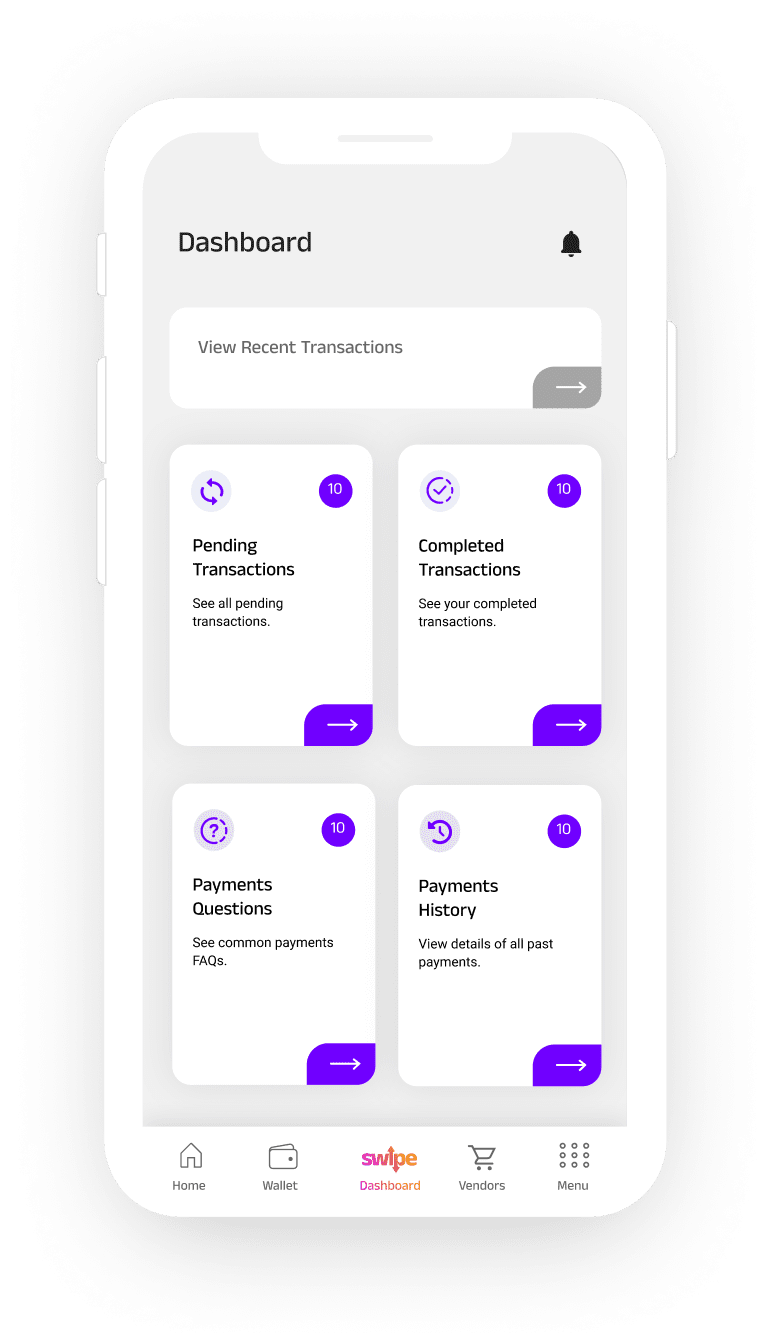 Dashboard
View Recent Transactions
10
Pending
Transactions
See all pending
transactions.
10
Completed
Transactions
See your completed
transactions.
?
10
Payments
Questions
See common payments
FAQs.
10
Payments
History
View details of all past
payments.
Home
Wallet
swipe
Dashboard
Vendors
Menu